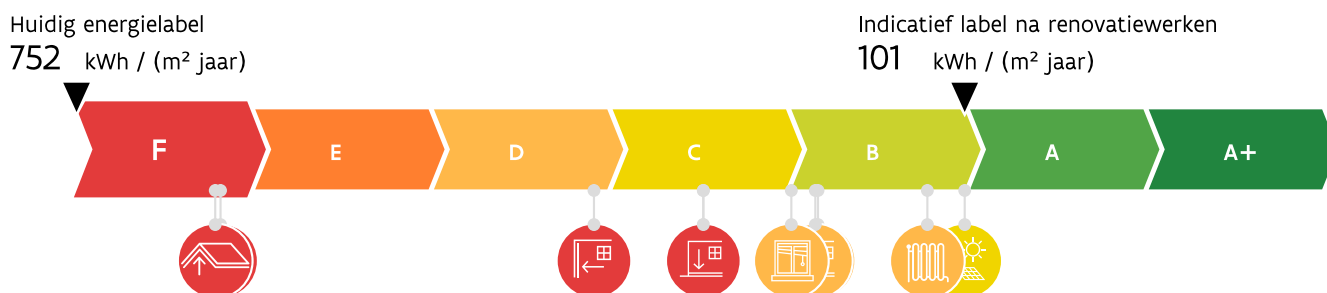 Huidig energielabel
752 kWh / (m² jaar)
Indicatief label na renovatiewerken
101 kWh / (m² jaar)
F E D C B A A+